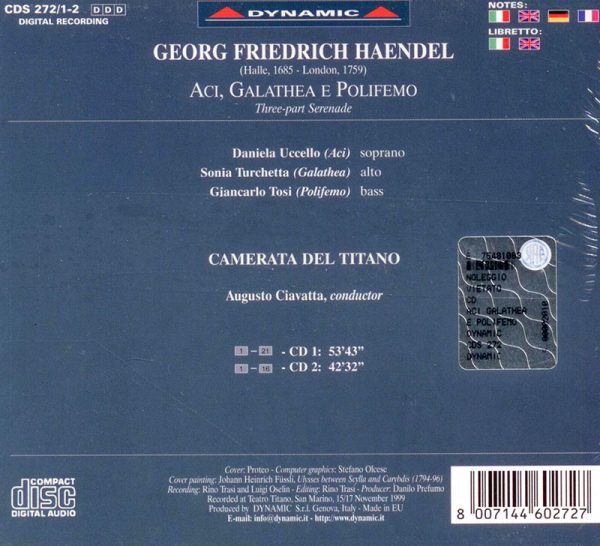 CDS 272/1-2 D D D
DIGITAL RECORDING
DYNAMIC
NOTES:
LIBRETTO:
GEORG FRIEDRICH HAENDEL
(Halle, 1685 - London, 1759)
ACI, GALATHEA E POLIFEMO
Three-part Serenade
Daniela Uccello (Aci) soprano
Sonia Turchetta (Galathea) alto
Giancarlo Tosi (Polifemo) bass
CAMERATA DEL TITANO
Augusto Ciavatta, conductor
1 – 21 - CD 1: 53'43”
1 – 16 - CD 2: 42'32”
NOLEGGIO
VIETATO
CD
ACI GALATHEA
E POLIFEMO
DYNAMIC
CDS 272
DYNAMIC
SIAE
COMPACT
disc
DIGITAL AUDIO
Cover: Proteo - Computer graphics: Stefano Olcese
Cover painting: Johann Heinrich Füssli, Ulysses between Scylla and Carybdis (1794-96)
Recording: Rino Trasi and Luigi Oselin - Editing: Rino Trasi - Producer: Danilo Prefumo
Recorded at Teatro Titano, San Marino, 15/17 November 1999
Produced by DYNAMIC S.r.l. Genova, Italy - Made in EU
E-mail: info@dynamic.it - http://www.dynamic.it
8 007144 602727